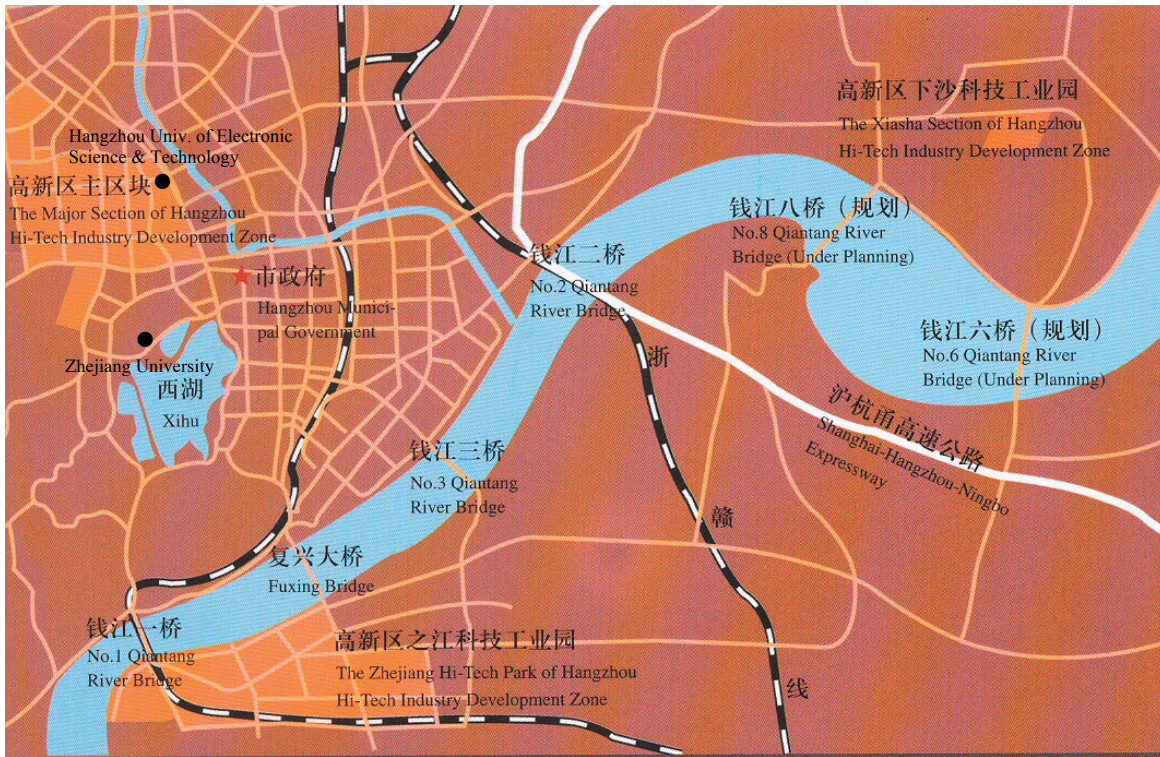 高新区下沙科技工业园
The Xiasha Section of Hangzhou
Hi-Tech Industry Development Zone
Hangzhou Univ. of Electronic
Science & Technology
高新区主区块
The Major Section of Hangzhou
Hi-Tech Industry Development Zone
钱江八桥（规划）
No.8 Qiantang River
Bridge (Under Planning)
钱江二桥
No.2 Qiantang
River Bridge
市政府
Hangzhou Munici-
pal Government
钱江六桥（规划）
No.6 Qiantang River
Bridge (Under Planning)
Zhejiang University
西湖
Xihu
沪杭甬高速公路
Shanghai-Hangzhou-Ningbo
Expressway
钱江三桥
No.3 Qiantang
River Bridge
浙
赣
线
复兴大桥
Fuxing Bridge
钱江一桥
No.1 Qiantang
River Bridge
高新区之江科技工业园
The Zhejiang Hi-Tech Park of Hangzhou
Hi-Tech Industry Development Zone